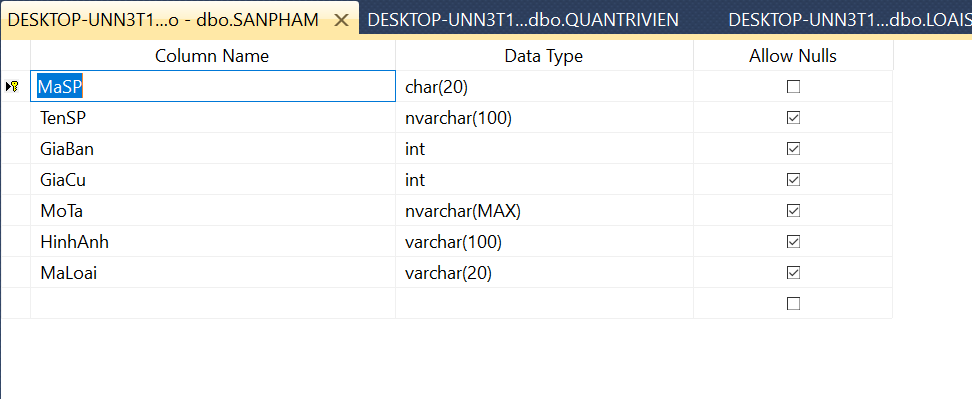 DESKTOP-UNN3T1...o - dbo.SANPHAM DESKTOP-UNN3T1...dbo.QUANTRIVIEN DESKTOP-UNN3T1...dbo.LOAIS
Column Name Data Type Allow Nulls
MaSP char(20)
TenSP nvarchar(100)
GiaBan int
GiaCu int
MoTa nvarchar(MAX)
HinhAnh varchar(100)
MaLoai varchar(20)